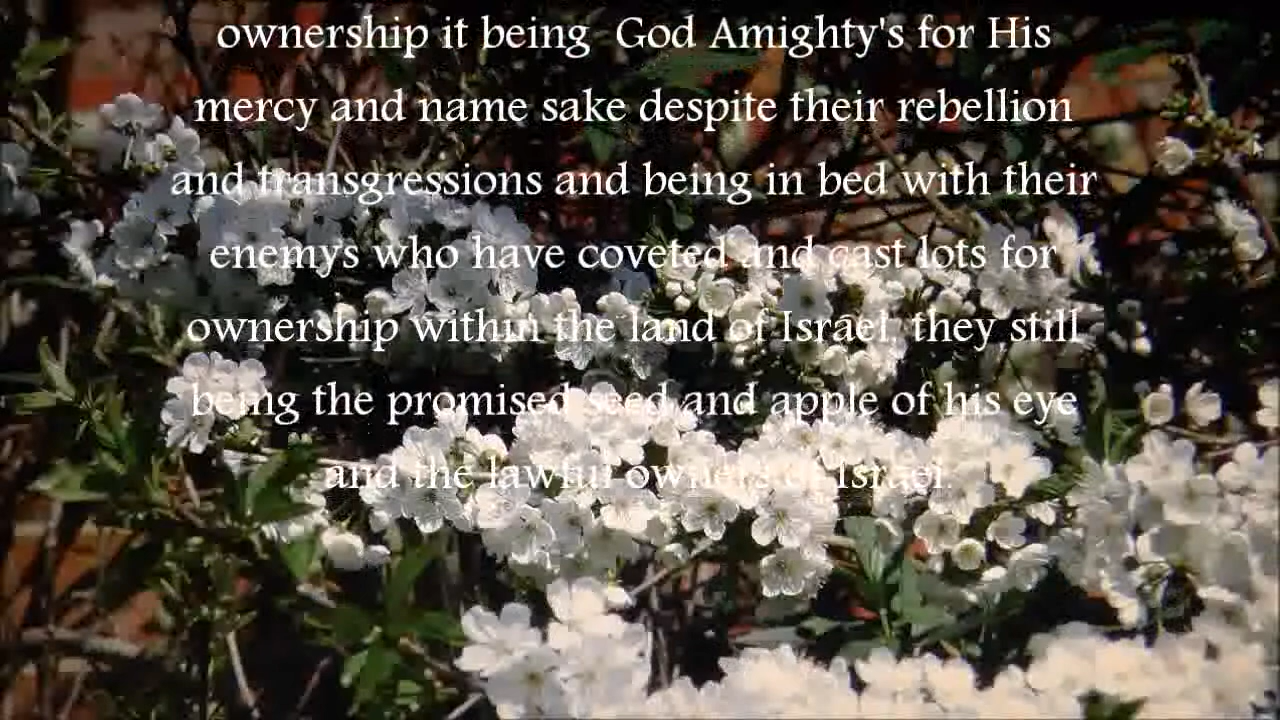 ownership it being God Amighty's for His
mercy and name sake despite their rebellion
and transgressions and being in bed with their
enemys who have coveted and cast lots for
ownership within the land of Israel, they still
being the promised seed and apple of his eye
and the lawful owners of Israel.